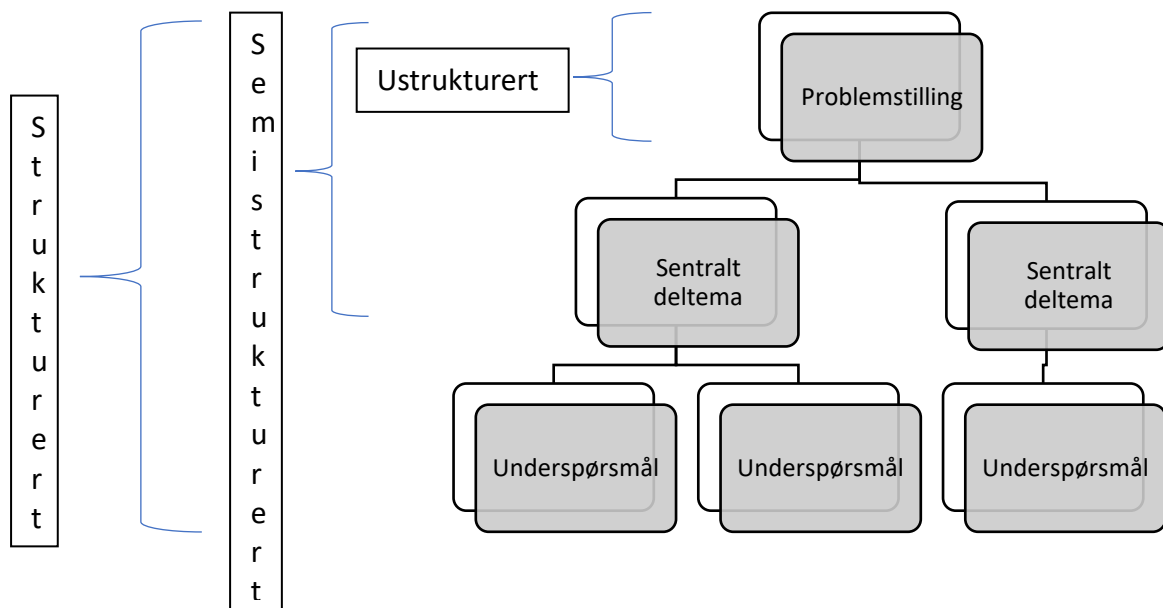 Strukturert
Semistrukturert
Ustrukturert
Problemstilling
Sentralt
deltema
Sentralt
deltema
Underspørsmål
Underspørsmål
Underspørsmål